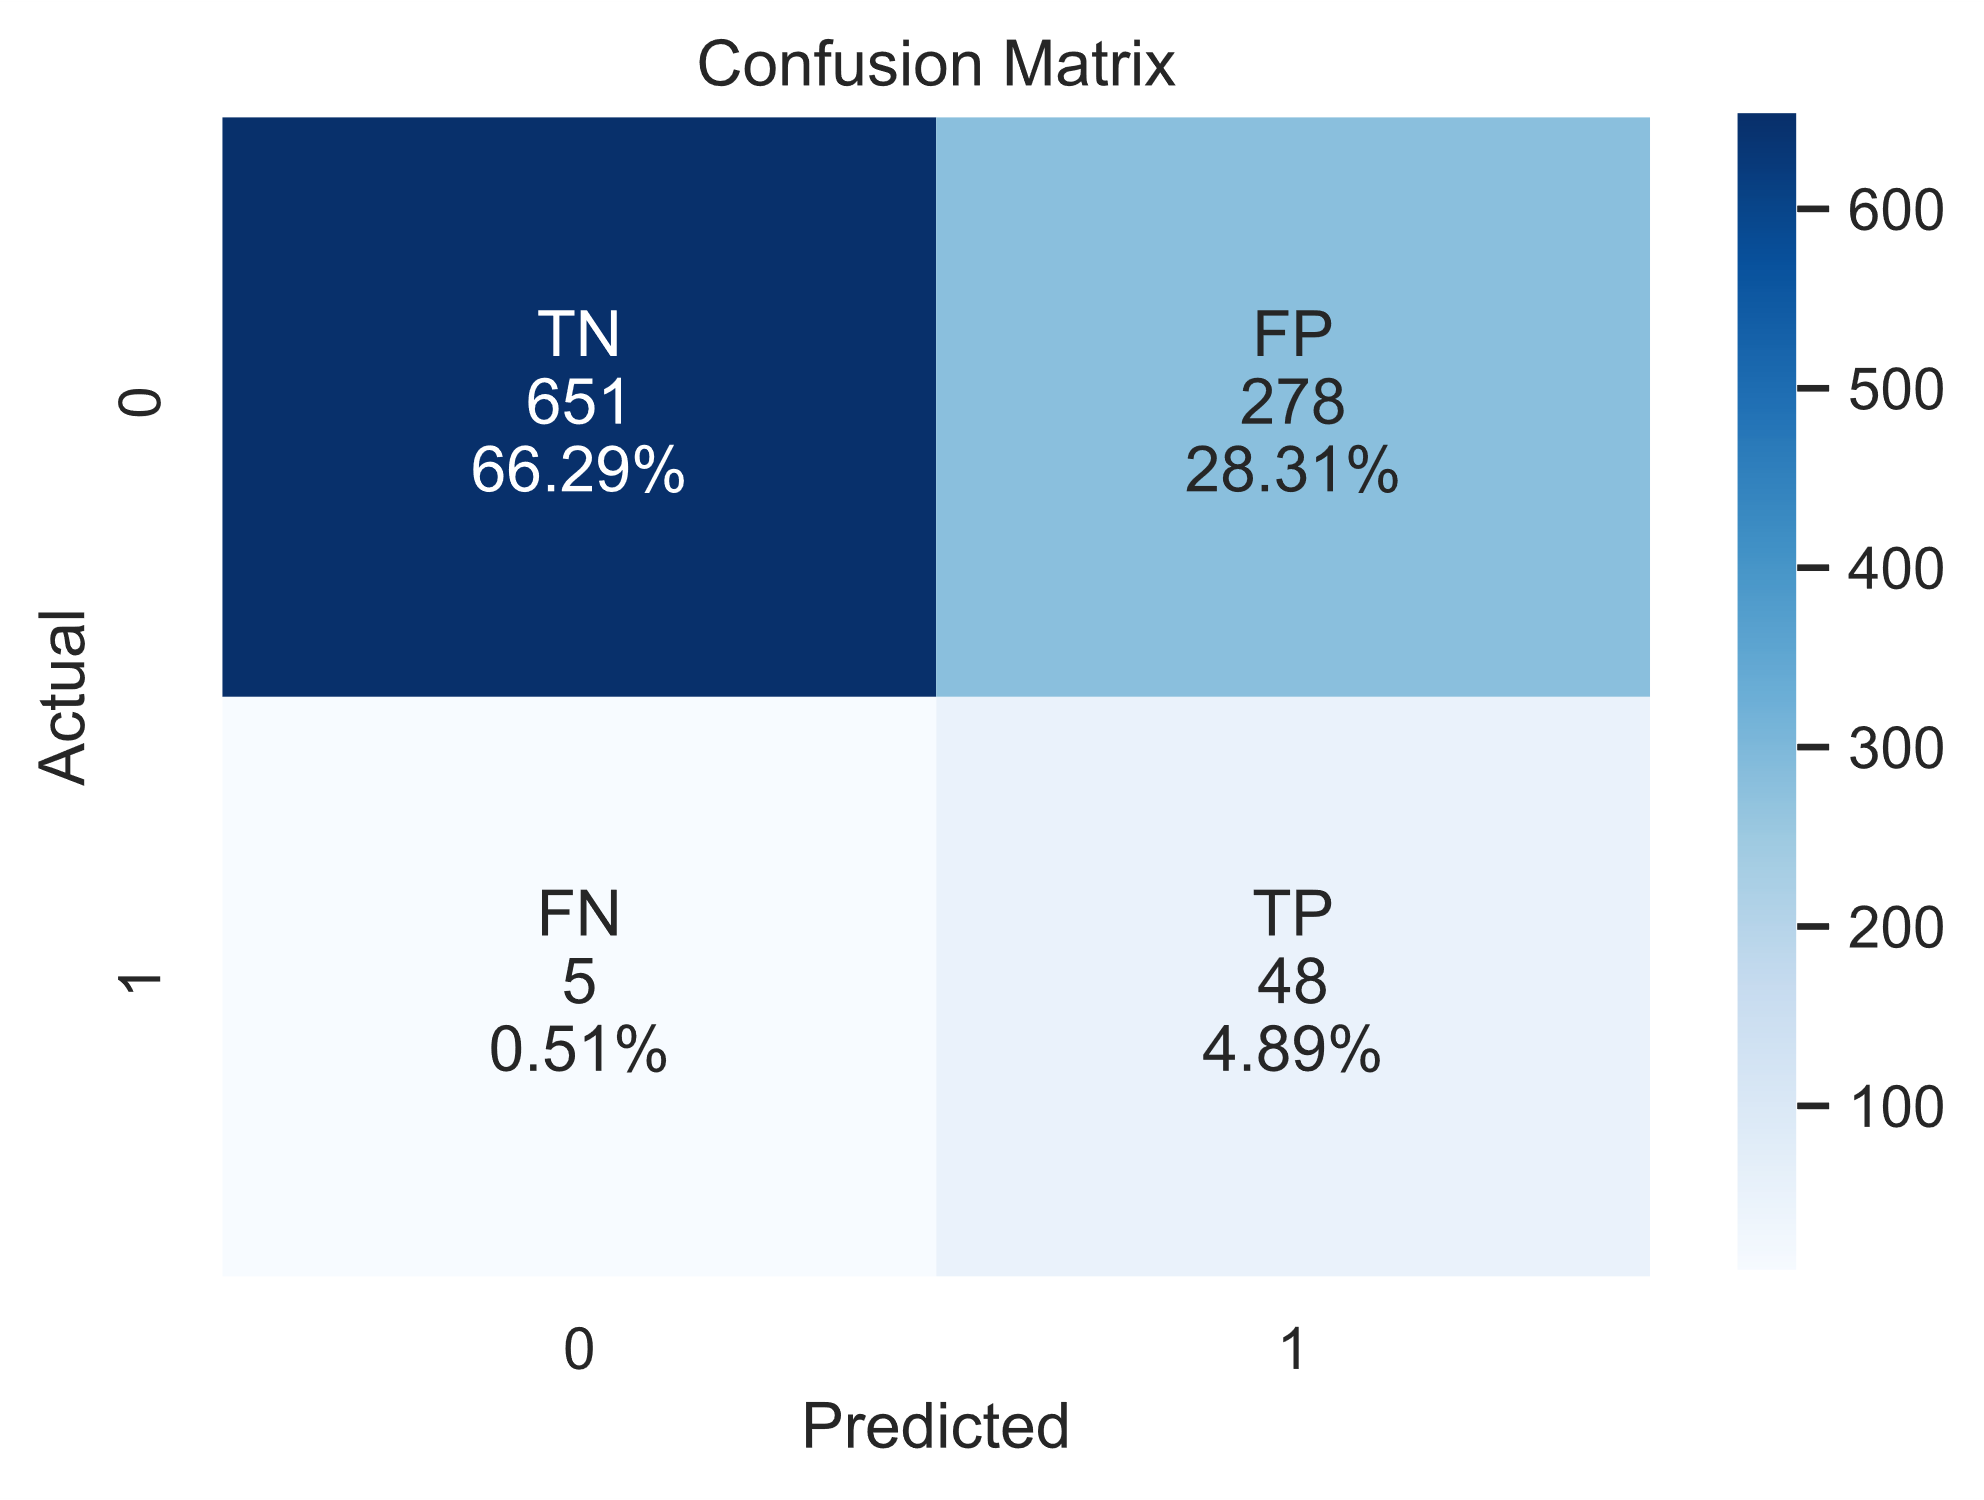 Confusion Matrix
TN
651
66.29%
FP
278
28.31%
FN
5
0.51%
TP
48
4.89%
Actual
0
1
0
1
Predicted
600
500
400
300
200
100